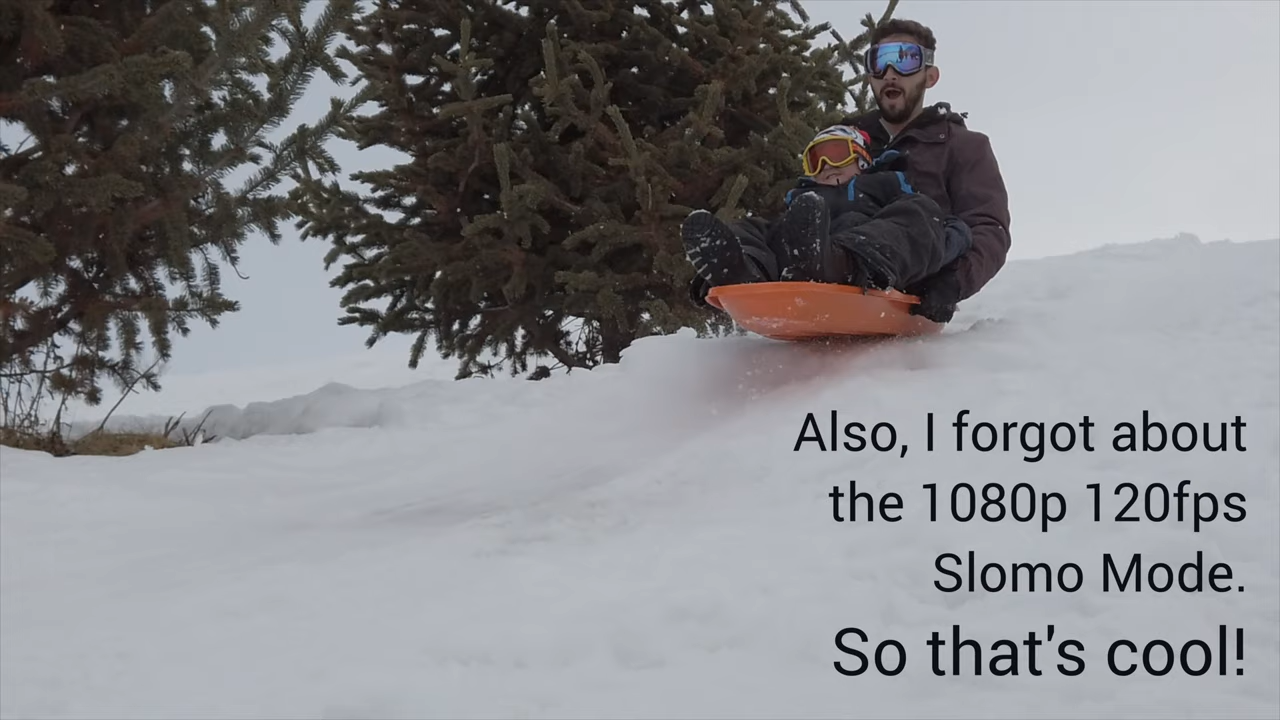 Also, I forgot about
the 1080p 120fps
Slomo Mode.
So that's cool!